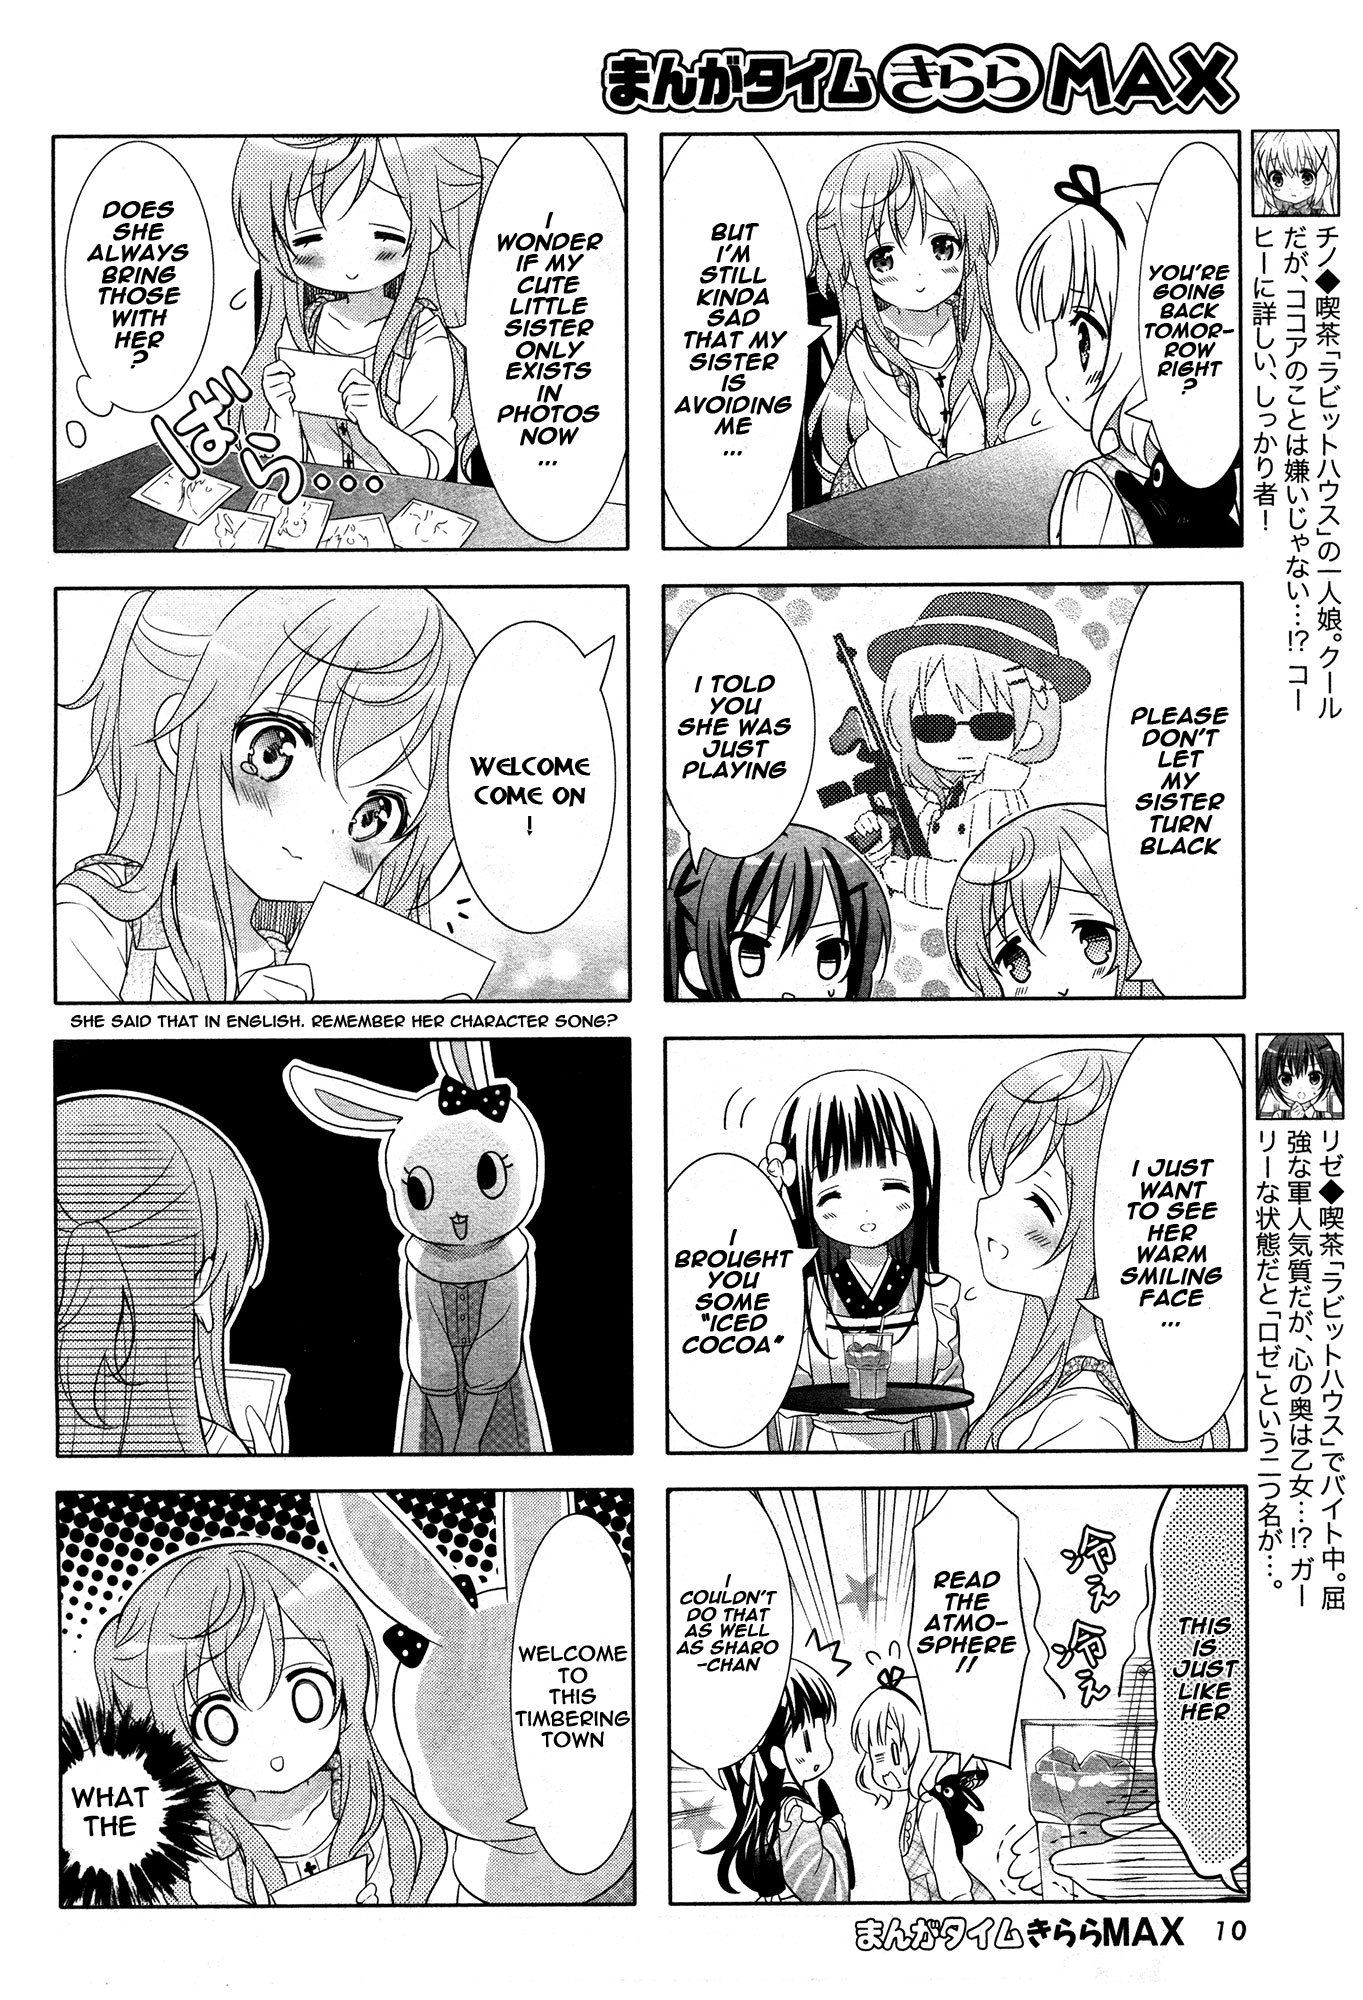 まんがタイムきららMAX
YOU'RE
GOING
BACK
TOMOR-
ROW
RIGHT
?
BUT
I'M
STILL
KINDA
SAD
THAT MY
SISTER IS
AVOIDING
ME
...
PLEASE
DON'T
LET
MY
SISTER
TURN
BLACK
I TOLD
YOU
SHE WAS
JUST
PLAYING
I JUST
WANT
TO SEE
HER
WARM
SMILING
FACE
...
I
BROUGHT
YOU
SOME
"ICED
COCOA"
THIS
IS
JUST
LIKE
HER
冷ぇ
冷ぇ
READ
THE
ATMO-
SPHERE!!
I
COULDN'T
DO THAT
AS WELL
AS SHARO
-CHAN
I
WONDER
IF MY
CUTE
LITTLE
SISTER
ONLY
EXISTS
IN
PHOTOS
NOW
...
DOES
SHE
ALWAYS
BRING
THOSE
WITH
HER
?
ばら...
WELCOME
COME ON
!
SHE SAID THAT IN ENGLISH. REMEMBER HER CHARACTER SONG?
WELCOME
TO
THIS
TIMBERING
TOWN
WHAT
THE
チノ◆喫茶「ラビットハウス」の一人娘。クール
だが、ココアのことは嫌いじゃない…!? コー
ヒーに詳しい、しっかり者！
リゼ◆喫茶「ラビットハウス」でバイト中。屈
強な軍人気質だが、心の奥は乙女…!? ガー
リーな状態だと「ロゼ」という二つ名が…。
まんがタイムきららMAX 10